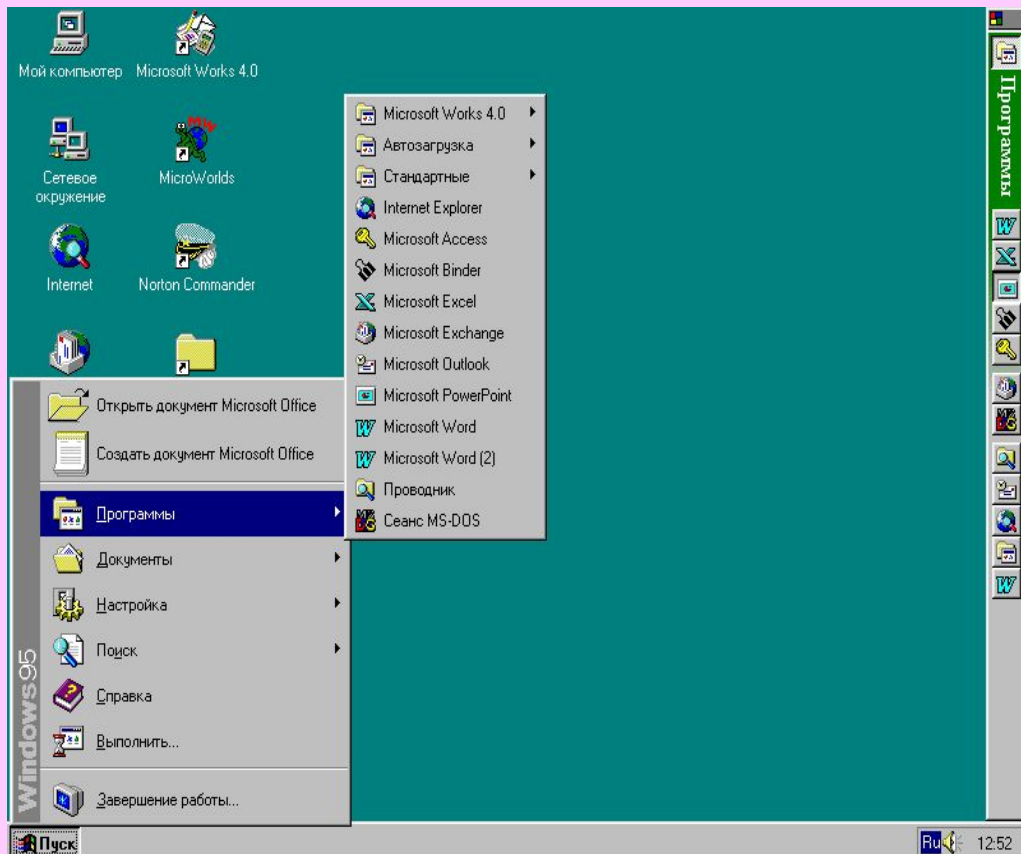 Мой компьютер
Microsoft Works 4.0
Сетевое
окружение
MicroWorlds
Internet
Norton Commander
Открыть документ Microsoft Office
Создать документ Microsoft Office
Программы
Документы
Настройка
Поиск
Справка
Выполнить...
Завершение работы...
Windows95
Microsoft Works 4.0
Автозагрузка
Стандартные
Internet Explorer
Microsoft Access
Microsoft Binder
Microsoft Excel
Microsoft Exchange
Microsoft Outlook
Microsoft PowerPoint
Microsoft Word
Microsoft Word (2)
Проводник
Сеанс MS-DOS
Программы
Пуск
Ru
12:52